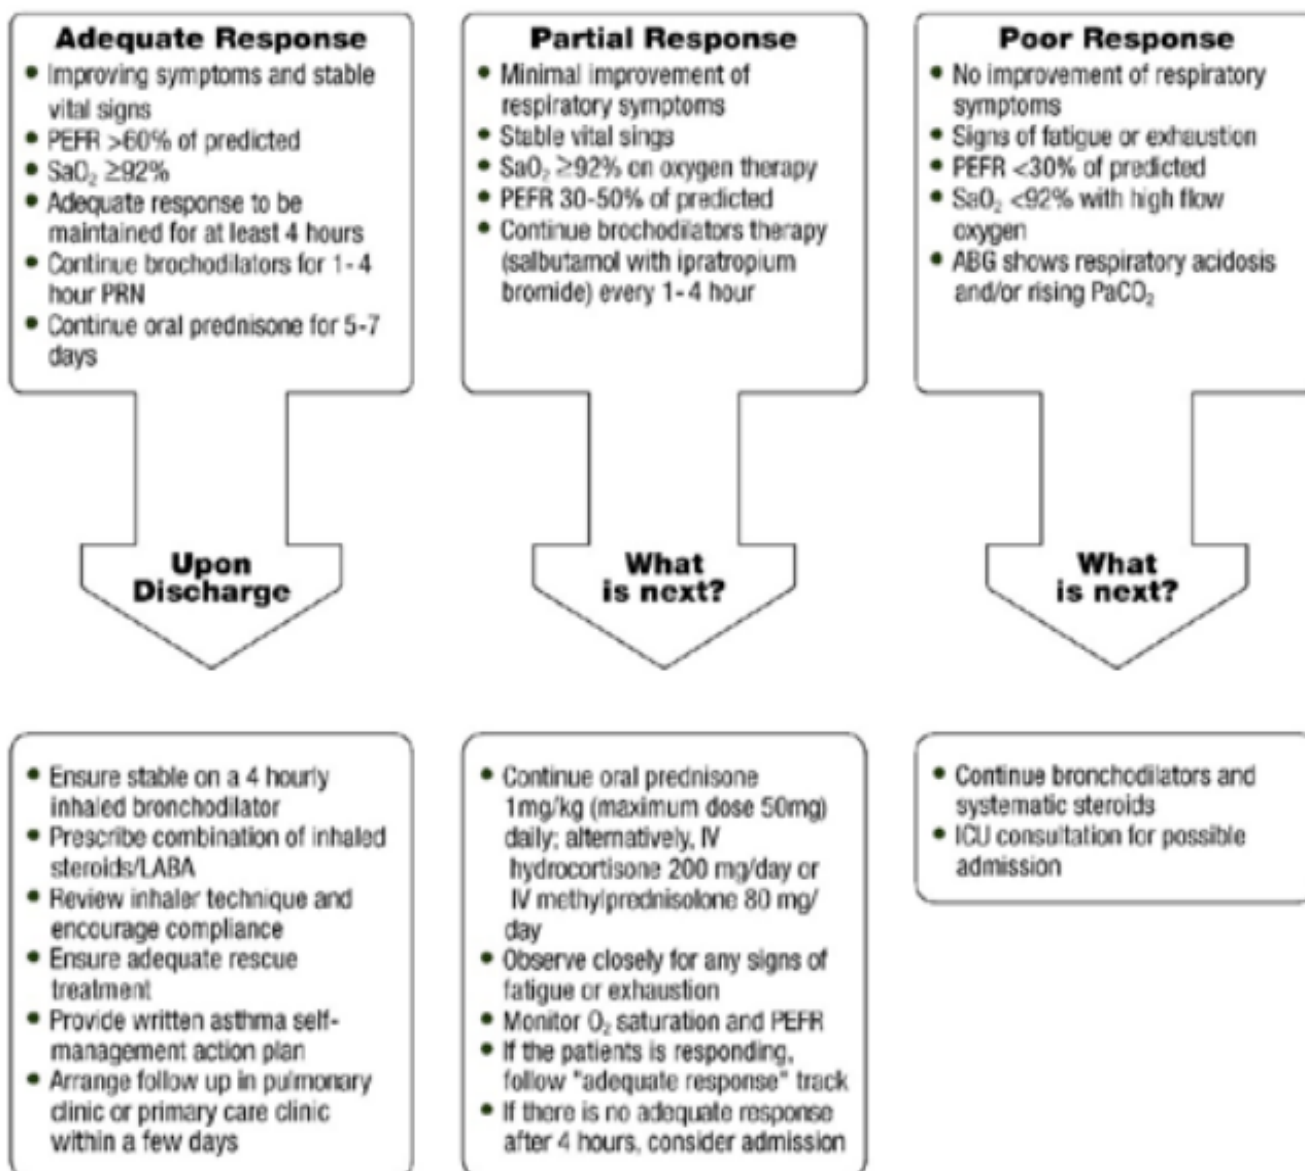 Adequate Response
• Improving symptoms and stable
vital signs
• PEFR >60% of predicted
• SaO₂ ≥92%
• Adequate response to be
maintained for at least 4 hours
• Continue brochodilators for 1-4
hour PRN
• Continue oral prednisone for 5-7
days
Upon
Discharge
• Ensure stable on a 4 hourly
inhaled bronchodilator
• Prescribe combination of inhaled
steroids/LABA
• Review inhaler technique and
encourage compliance
• Ensure adequate rescue
treatment
• Provide written asthma self-
management action plan
• Arrange follow up in pulmonary
clinic or primary care clinic
within a few days
Partial Response
• Minimal improvement of
respiratory symptoms
• Stable vital sings
• SaO₂ ≥92% on oxygen therapy
• PEFR 30-50% of predicted
• Continue brochodilators therapy
(salbutamol with ipratropium
bromide) every 1-4 hour
What
is next?
• Continue oral prednisone
1mg/kg (maximum dose 50mg)
daily; alternatively, IV
hydrocortisone 200 mg/day or
IV methylprednisolone 80 mg/
day
• Observe closely for any signs of
fatigue or exhaustion
• Monitor O₂ saturation and PEFR
• If the patients is responding,
follow "adequate response" track
• If there is no adequate response
after 4 hours, consider admission
Poor Response
• No improvement of respiratory
symptoms
• Signs of fatigue or exhaustion
• PEFR <30% of predicted
• SaO₂ <92% with high flow
oxygen
• ABG shows respiratory acidosis
and/or rising PaCO₂
What
is next?
• Continue bronchodilators and
systematic steroids
• ICU consultation for possible
admission